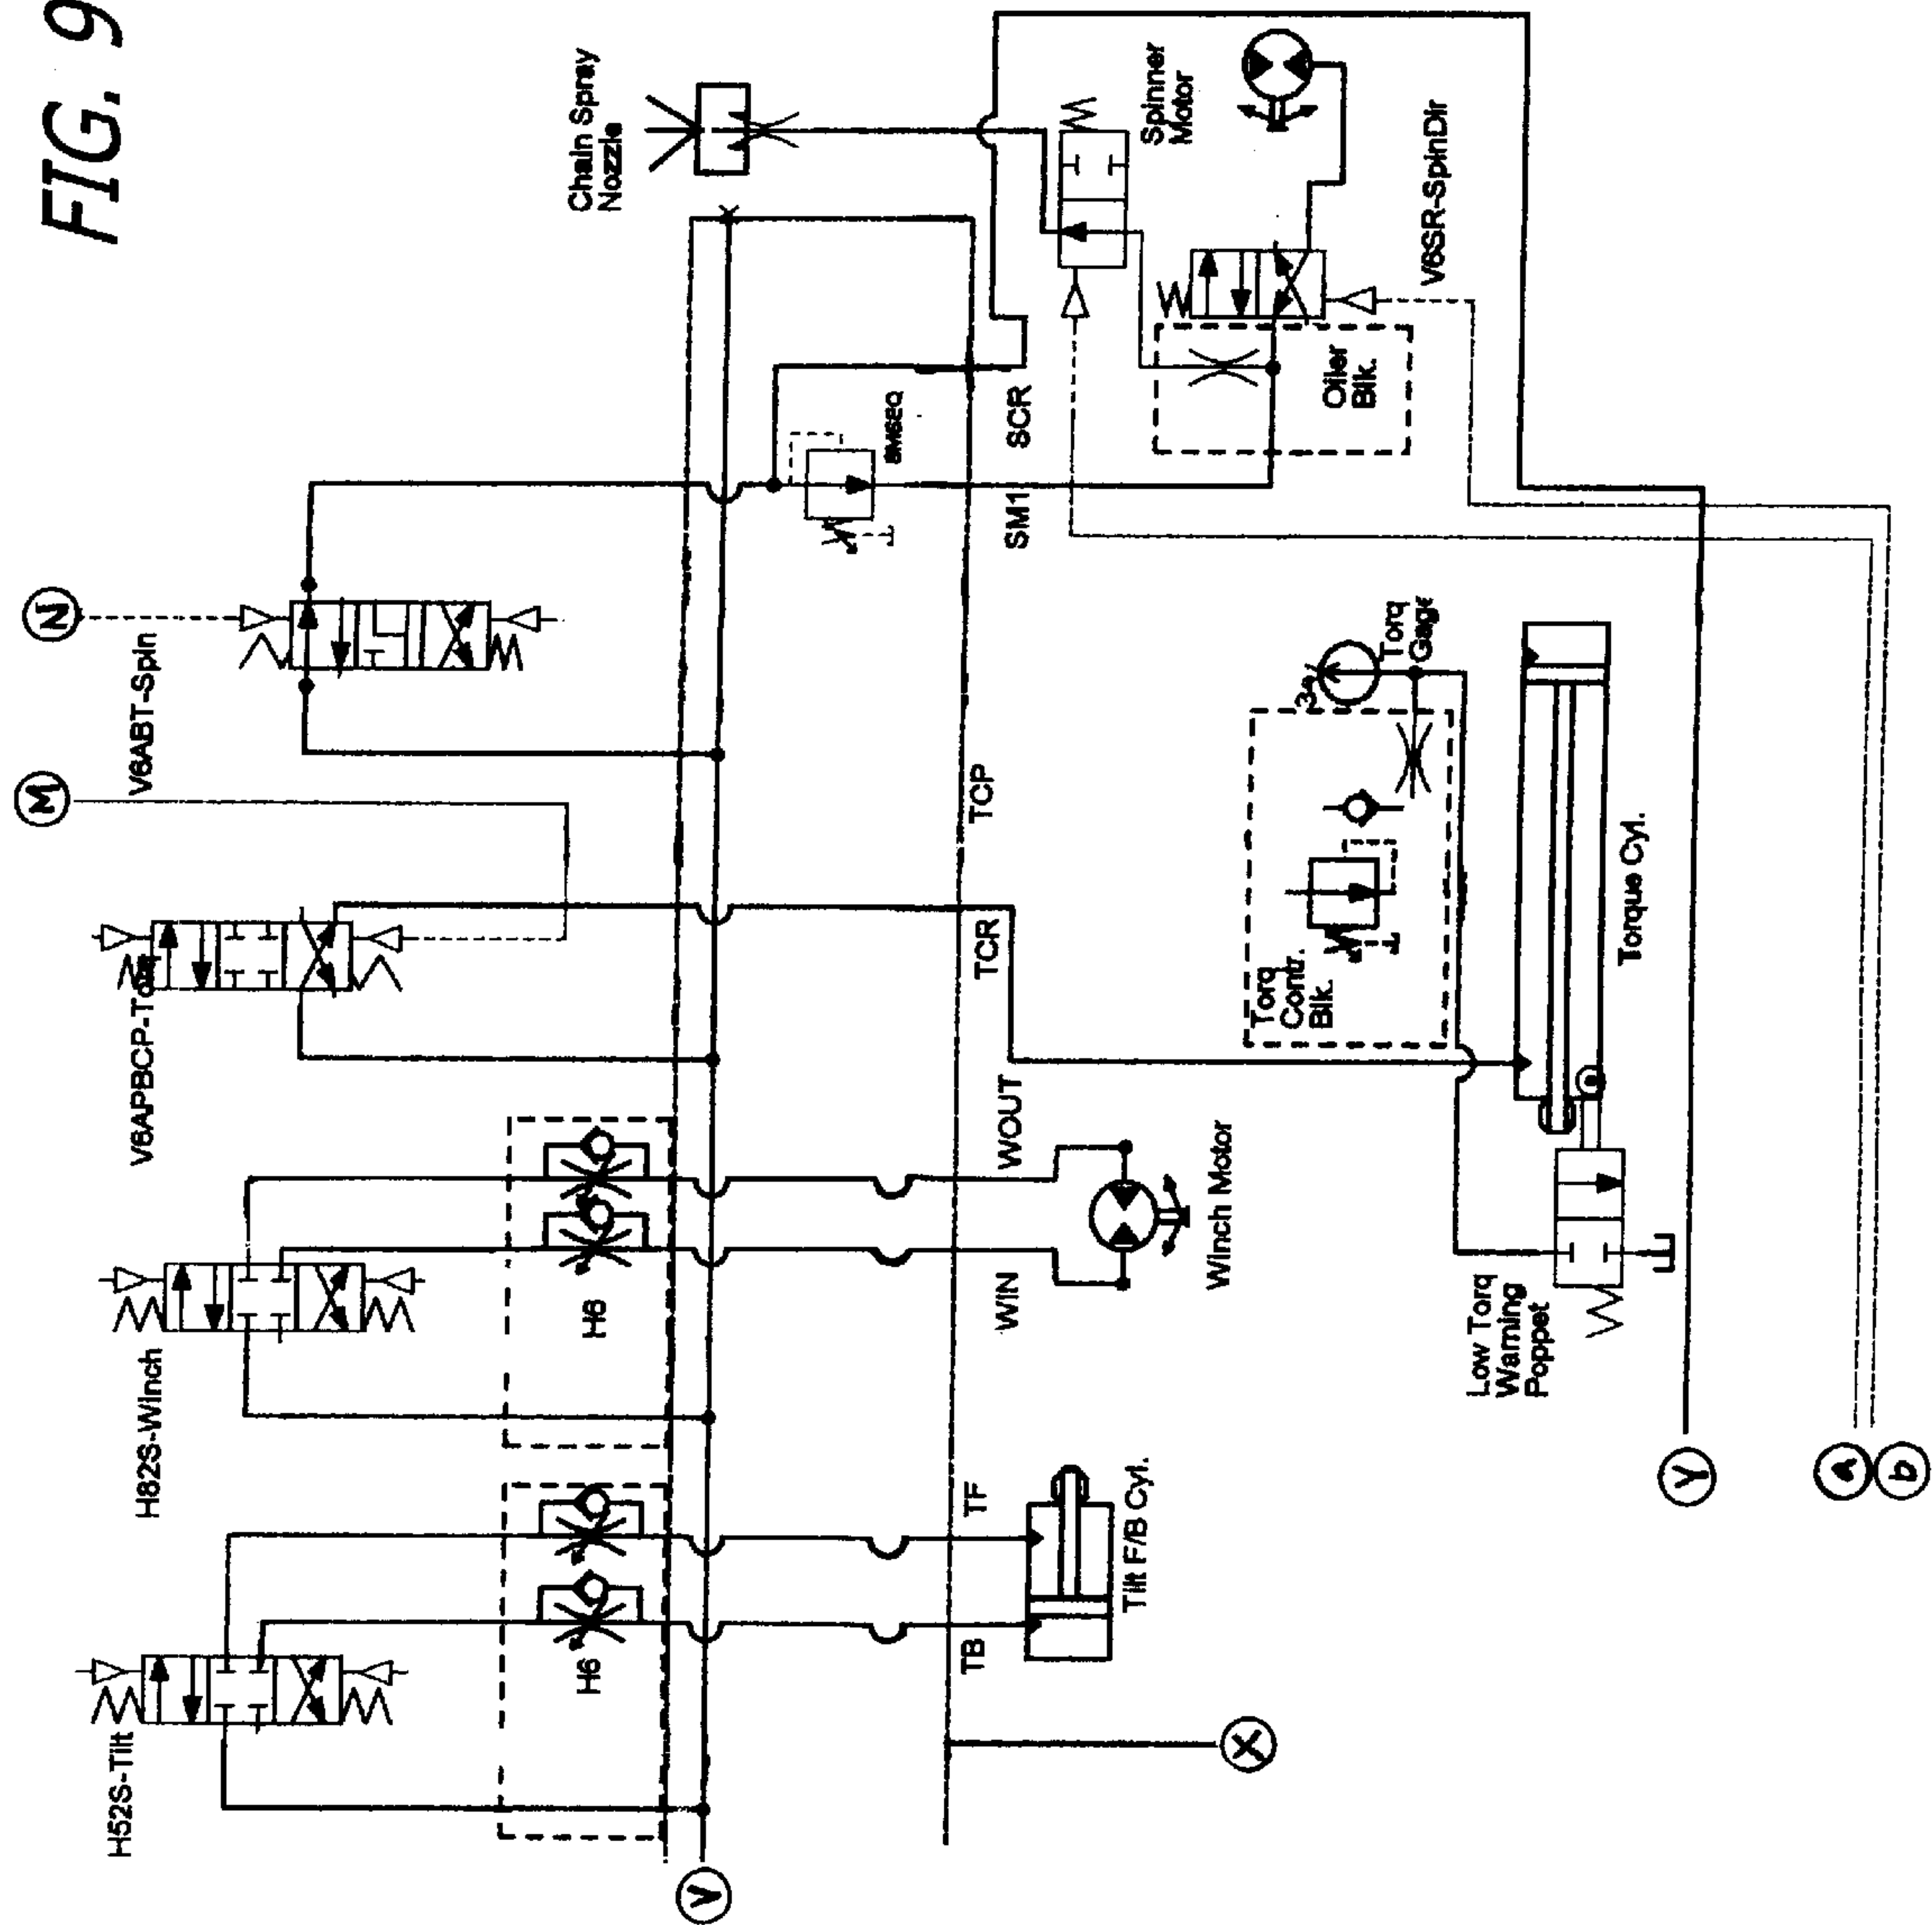 FIG. 9
N
M
V6ABT-Spin
V6APBCP-Torq
H82S-Winch
H52S-Tilt
Chain Spray
Nozzle
Spinner
Motor
V6SR-SpinDir
Oiler
Blk.
SCR
SM1
TCP
TCR
WOUT
WIN
TF
TB
H6
H6
Winch Motor
Tilt F/B Cyl.
Torq
Gage
Torq
Contr.
Blk.
Torque Cyl.
Low Torq
Warning
Poppet
V
X
Y
A
b